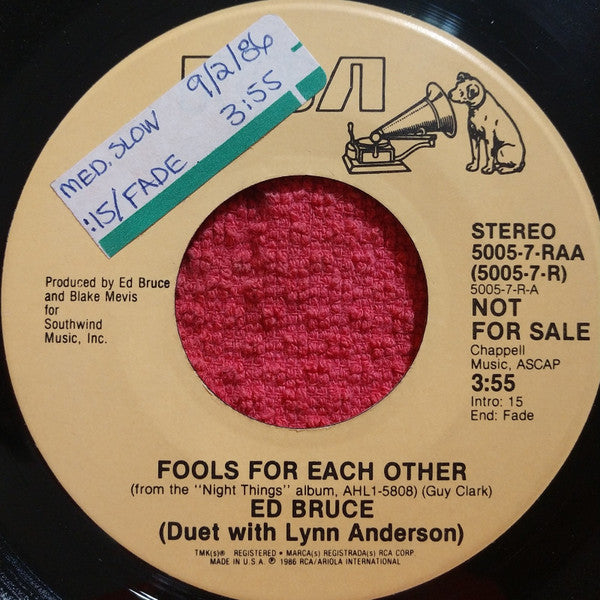 MED. SLOW 9/2/86
:15/FADE 3:55
STEREO
5005-7-RAA
(5005-7-R)
5005-7-R-A
NOT
FOR SALE
Chappell
Music, ASCAP
3:55
Intro: 15
End: Fade
Produced by Ed Bruce
and Blake Mevis
for
Southwind
Music, Inc.
FOOLS FOR EACH OTHER
(from the "Night Things" album, AHL1-5808) (Guy Clark)
ED BRUCE
(Duet with Lynn Anderson)
TMK(s)® REGISTERED • MARCA(s) REGISTRADA(s) RCA CORP.
MADE IN U.S.A. ℗ 1986 RCA/ARIOLA INTERNATIONAL